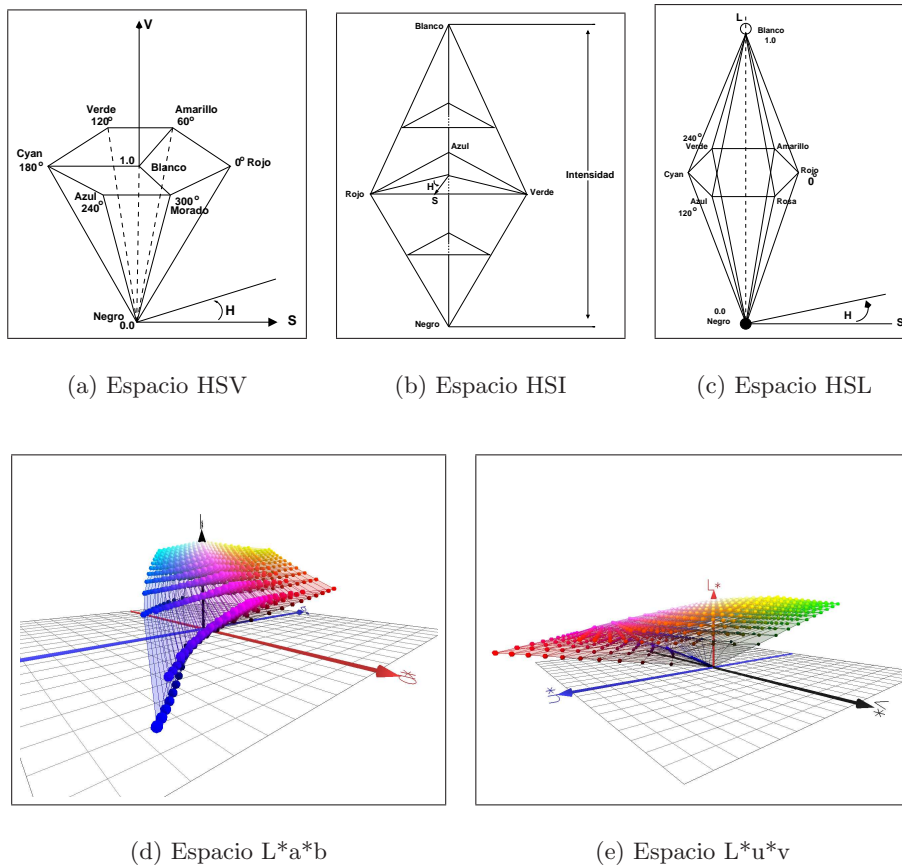 V
Verde
120°
Amarillo
60°
Cyan
180°
1.0
Blanco
0° Rojo
Azul
240°
300°
Morado
Negro
0.0
H
S
(a) Espacio HSV
Blanco
Azul
Rojo
H
S
Verde
Intensidad
Negro
(b) Espacio HSI
L
Blanco
1.0
240°
Verde
Amarillo
Cyan
Rojo
0°
Azul
Rosa
120°
0.0
Negro
H
S
(c) Espacio HSL
(d) Espacio L*a*b
L*
u*
v*
(e) Espacio L*u*v